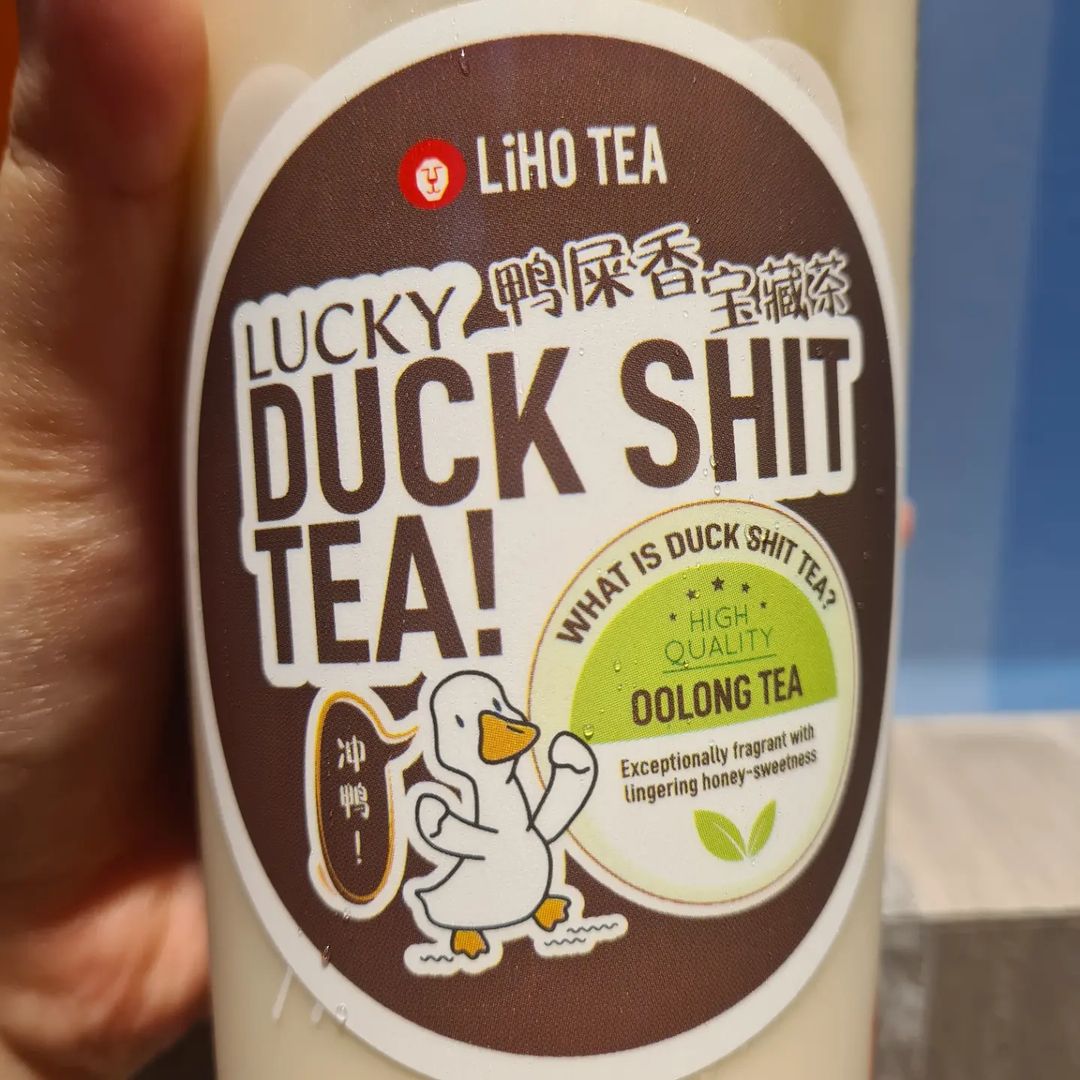 LiHO TEA
鸭屎香宝藏茶
LUCKY
DUCK SHIT
TEA!
WHAT IS DUCK SHIT TEA?
HIGH
QUALITY
OOLONG TEA
Exceptionally fragrant with
lingering honey-sweetness
冲鸭！